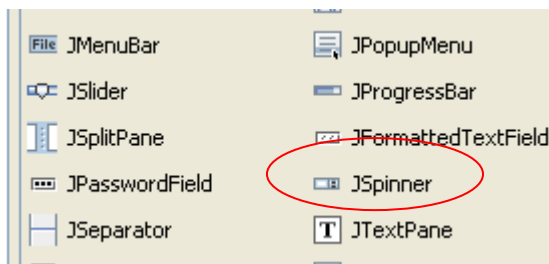 File JMenuBar JPopupMenu
JSlider JProgressBar
JSplitPane JFormattedTextField
JPasswordField JSpinner
JSeparator T JTextPane